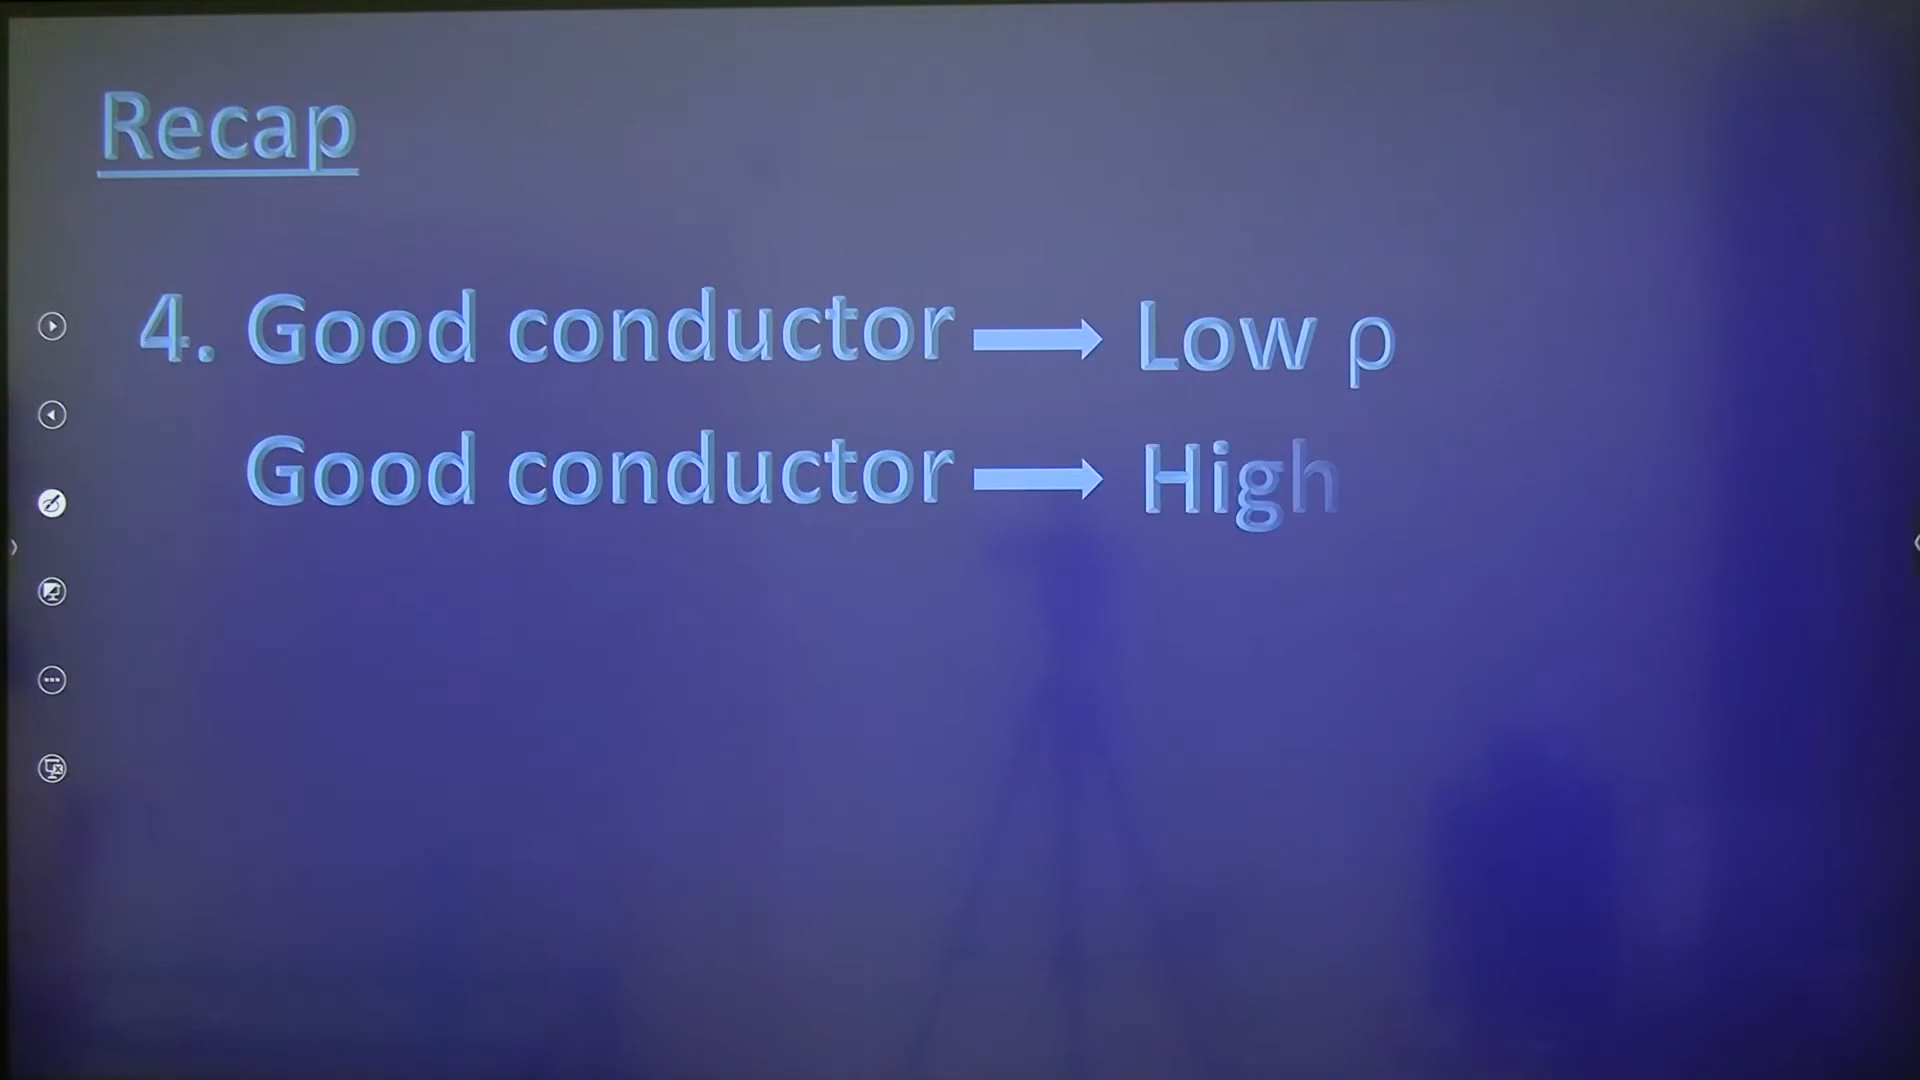 Recap
4. Good conductor → Low ρ
Good conductor → High